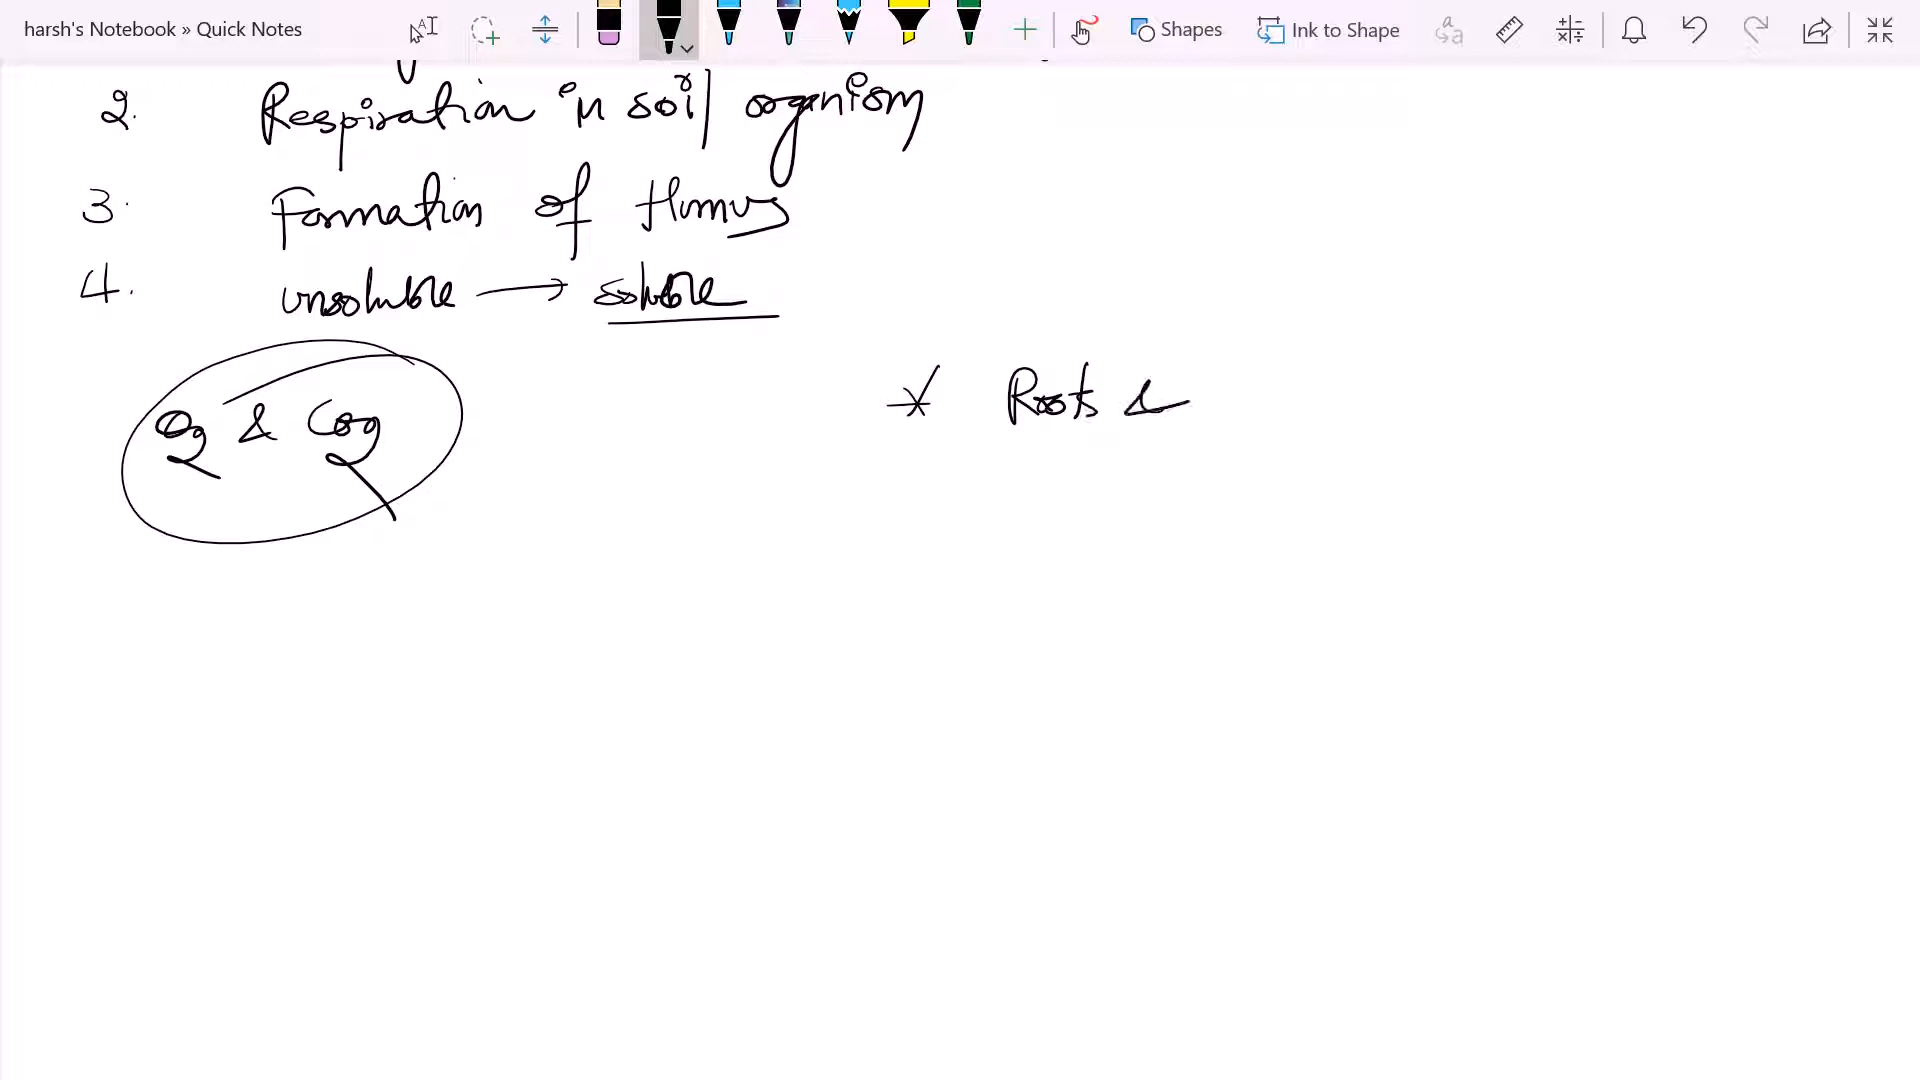 harsh's Notebook » Quick Notes
Shapes
Ink to Shape
2. Respiration in soil organism
3. Formation of Humus
4. unsoluble → soluble
O2 & CO2
* Roots &